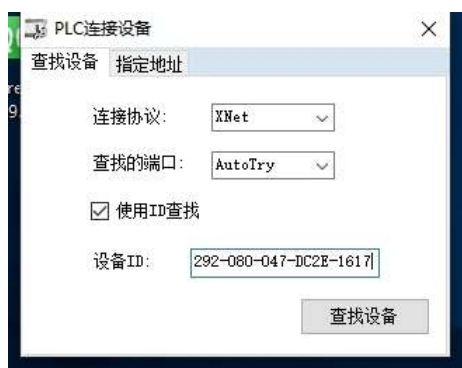 PLC连接设备
查找设备 指定地址
连接协议: XNet
查找的端口: AutoTry
使用ID查找
设备ID: 292-080-047-DC2E-1617
查找设备